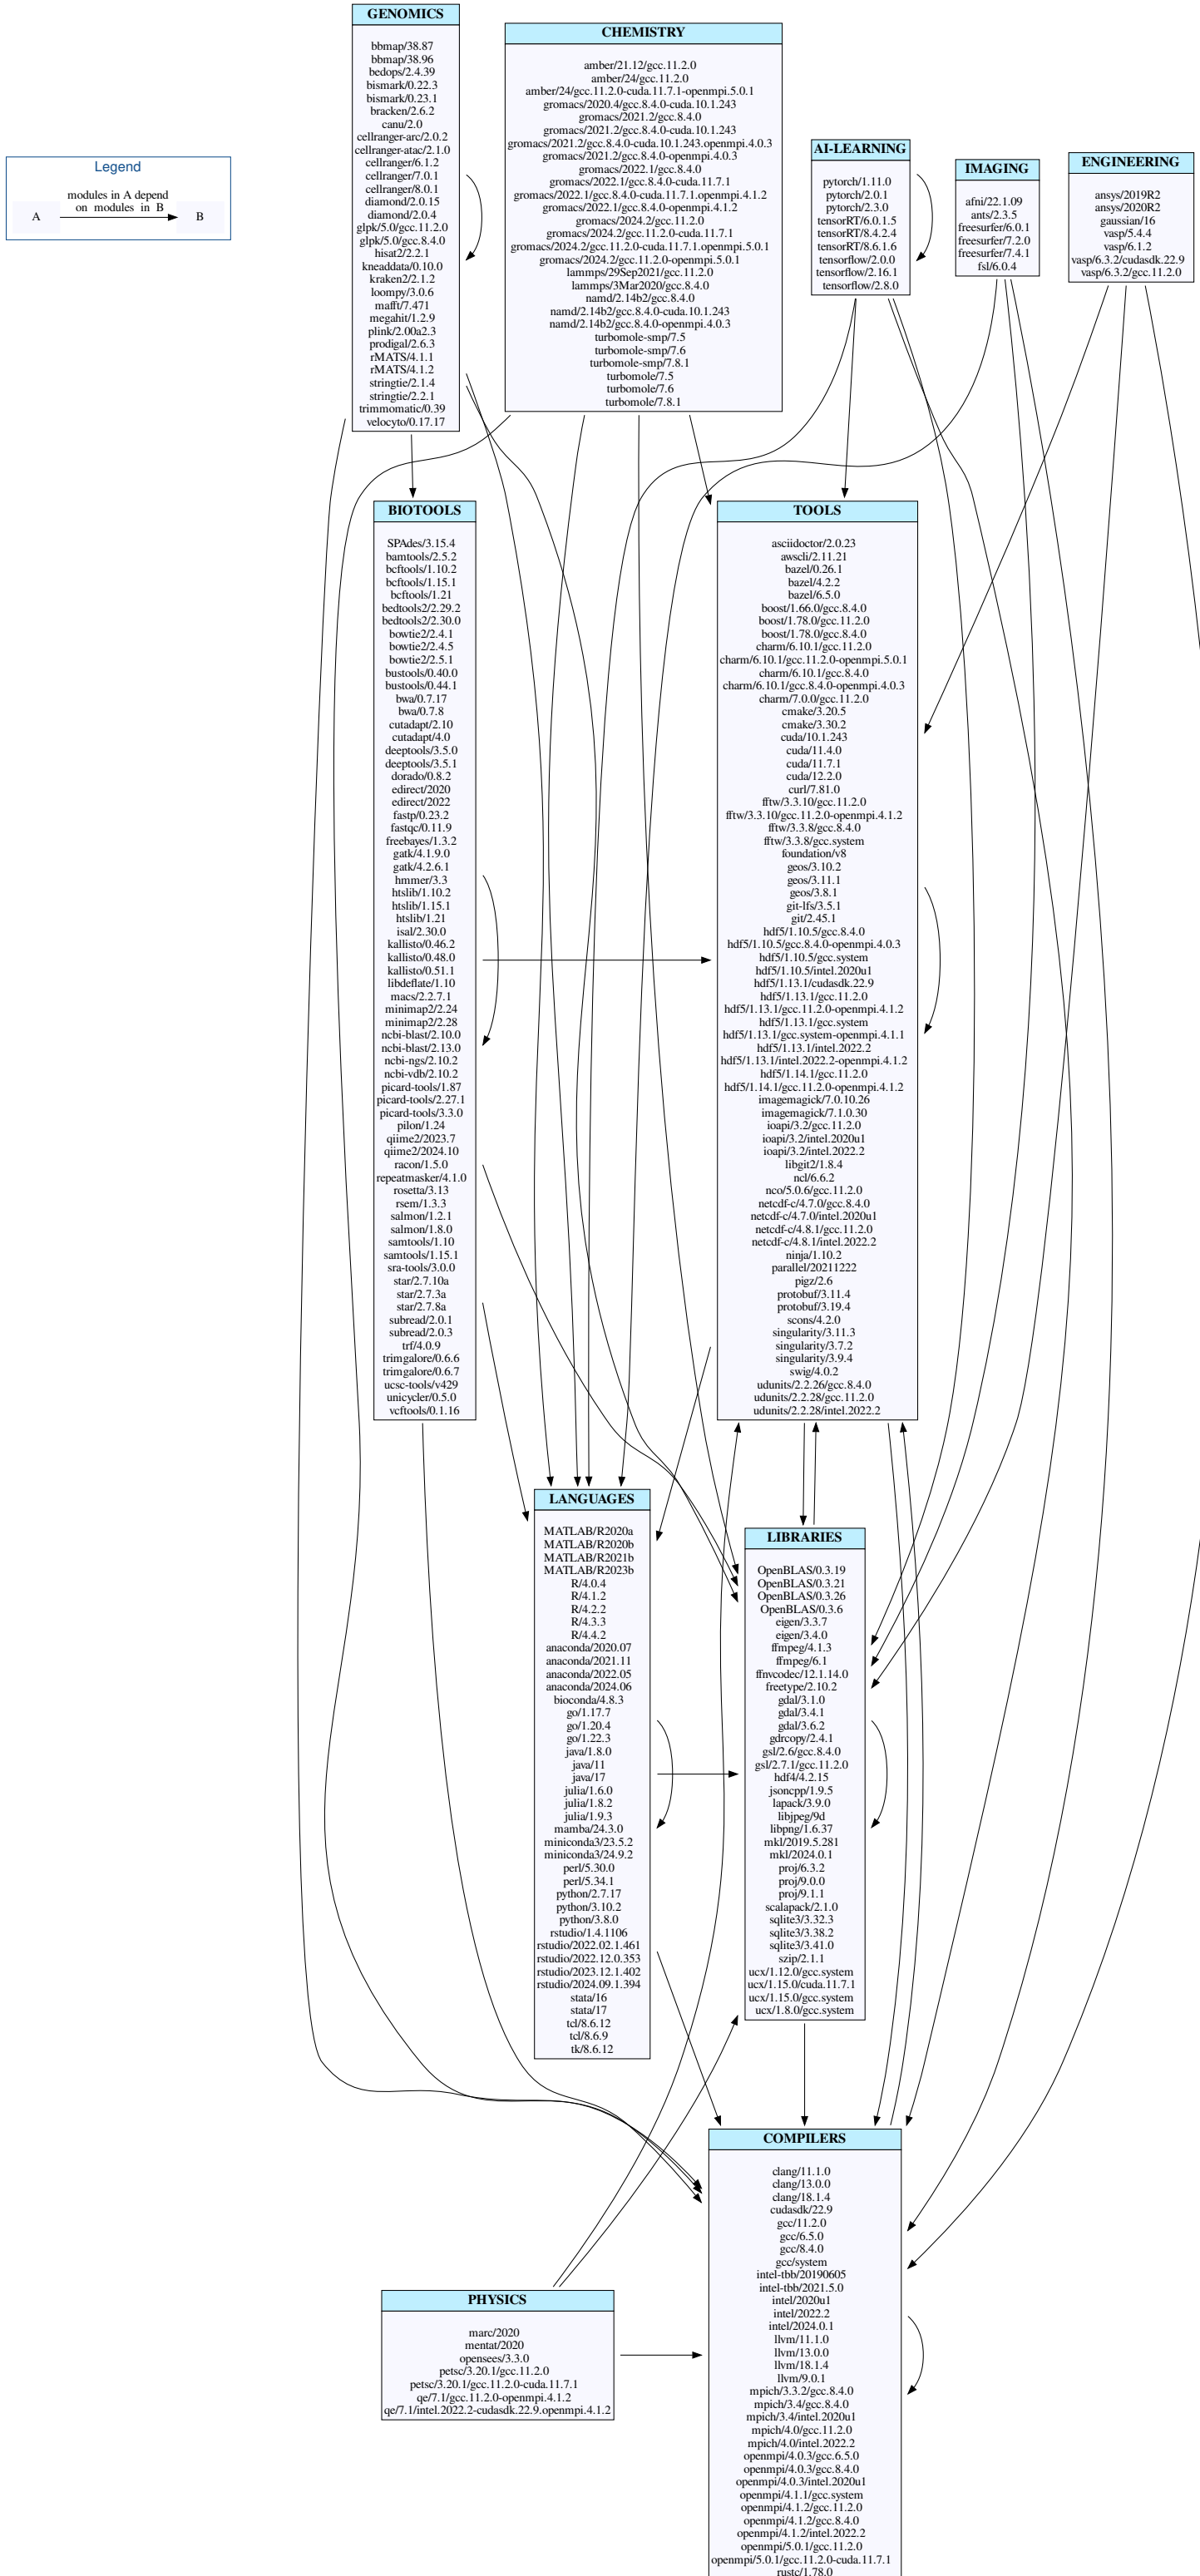 GENOMICS
bbmap/38.87
bbmap/38.96
bedops/2.4.39
bismark/0.22.3
bismark/0.23.1
bracken/2.6.2
canu/2.0
cellranger-arc/2.0.2
cellranger-atac/2.1.0
cellranger/6.1.2
cellranger/7.0.1
cellranger/8.0.1
diamond/2.0.15
diamond/2.0.4
glpk/5.0/gcc.11.2.0
glpk/5.0/gcc.8.4.0
hisat2/2.2.1
kneaddata/0.10.0
kraken2/2.1.2
loompy/3.0.6
mafft/7.471
megahit/1.2.9
plink/2.00a2.3
prodigal/2.6.3
rMATS/4.1.1
rMATS/4.1.2
stringtie/2.1.4
stringtie/2.2.1
trimmomatic/0.39
velocyto/0.17.17
CHEMISTRY
amber/21.12/gcc.11.2.0
amber/24/gcc.11.2.0
amber/24/gcc.11.2.0-cuda.11.7.1-openmpi.5.0.1
gromacs/2020.4/gcc.8.4.0-cuda.10.1.243
gromacs/2021.2/gcc.8.4.0
gromacs/2021.2/gcc.8.4.0-cuda.10.1.243
gromacs/2021.2/gcc.8.4.0-cuda.10.1.243.openmpi.4.0.3
gromacs/2021.2/gcc.8.4.0-openmpi.4.0.3
gromacs/2022.1/gcc.8.4.0
gromacs/2022.1/gcc.8.4.0-cuda.11.7.1
gromacs/2022.1/gcc.8.4.0-cuda.11.7.1.openmpi.4.1.2
gromacs/2022.1/gcc.8.4.0-openmpi.4.1.2
gromacs/2024.2/gcc.11.2.0
gromacs/2024.2/gcc.11.2.0-cuda.11.7.1
gromacs/2024.2/gcc.11.2.0-cuda.11.7.1.openmpi.5.0.1
gromacs/2024.2/gcc.11.2.0-openmpi.5.0.1
lammps/29Sep2021/gcc.11.2.0
lammps/3Mar2020/gcc.8.4.0
namd/2.14b2/gcc.8.4.0
namd/2.14b2/gcc.8.4.0-cuda.10.1.243
namd/2.14b2/gcc.8.4.0-openmpi.4.0.3
turbomole-smp/7.5
turbomole-smp/7.6
turbomole-smp/7.8.1
turbomole/7.5
turbomole/7.6
turbomole/7.8.1
AI-LEARNING
pytorch/1.11.0
pytorch/2.0.1
pytorch/2.3.0
tensorRT/6.0.1.5
tensorRT/8.4.2.4
tensorRT/8.6.1.6
tensorflow/2.0.0
tensorflow/2.16.1
tensorflow/2.8.0
IMAGING
afni/22.1.09
ants/2.3.5
freesurfer/6.0.1
freesurfer/7.2.0
freesurfer/7.4.1
fsl/6.0.4
ENGINEERING
ansys/2019R2
ansys/2020R2
gaussian/16
vasp/5.4.4
vasp/6.1.2
vasp/6.3.2/cudasdk.22.9
vasp/6.3.2/gcc.11.2.0
Legend
modules in A depend
on modules in B
A
B
BIOTOOLS
SPAdes/3.15.4
bamtools/2.5.2
bcftools/1.10.2
bcftools/1.15.1
bcftools/1.21
bedtools2/2.29.2
bedtools2/2.30.0
bowtie2/2.4.1
bowtie2/2.4.5
bowtie2/2.5.1
bustools/0.40.0
bustools/0.44.1
bwa/0.7.17
bwa/0.7.8
cutadapt/2.10
cutadapt/4.0
deeptools/3.5.0
deeptools/3.5.1
dorado/0.8.2
edirect/2020
edirect/2022
fastp/0.23.2
fastqc/0.11.9
freebayes/1.3.2
gatk/4.1.9.0
gatk/4.2.6.1
hmmer/3.3
htslib/1.10.2
htslib/1.15.1
htslib/1.21
isal/2.30.0
kallisto/0.46.2
kallisto/0.48.0
kallisto/0.51.1
libdeflate/1.10
macs/2.2.7.1
minimap2/2.24
minimap2/2.28
ncbi-blast/2.10.0
ncbi-blast/2.13.0
ncbi-ngs/2.10.2
ncbi-vdb/2.10.2
picard-tools/1.87
picard-tools/2.27.1
picard-tools/3.3.0
pilon/1.24
qiime2/2023.7
qiime2/2024.10
racon/1.5.0
repeatmasker/4.1.0
rosetta/3.13
rsem/1.3.3
salmon/1.2.1
salmon/1.8.0
samtools/1.10
samtools/1.15.1
sra-tools/3.0.0
star/2.7.10a
star/2.7.3a
star/2.7.8a
subread/2.0.1
subread/2.0.3
trf/4.0.9
trimgalore/0.6.6
trimgalore/0.6.7
ucsc-tools/v429
unicycler/0.5.0
vcftools/0.1.16
TOOLS
asciidoctor/2.0.23
awscli/2.11.21
bazel/0.26.1
bazel/4.2.2
bazel/6.5.0
boost/1.66.0/gcc.8.4.0
boost/1.78.0/gcc.11.2.0
boost/1.78.0/gcc.8.4.0
charm/6.10.1/gcc.11.2.0
charm/6.10.1/gcc.11.2.0-openmpi.5.0.1
charm/6.10.1/gcc.8.4.0
charm/6.10.1/gcc.8.4.0-openmpi.4.0.3
charm/7.0.0/gcc.11.2.0
cmake/3.20.5
cmake/3.30.2
cuda/10.1.243
cuda/11.4.0
cuda/11.7.1
cuda/12.2.0
curl/7.81.0
fftw/3.3.10/gcc.11.2.0
fftw/3.3.10/gcc.11.2.0-openmpi.4.1.2
fftw/3.3.8/gcc.8.4.0
fftw/3.3.8/gcc.system
foundation/v8
geos/3.10.2
geos/3.11.1
geos/3.8.1
git-lfs/3.5.1
git/2.45.1
hdf5/1.10.5/gcc.8.4.0
hdf5/1.10.5/gcc.8.4.0-openmpi.4.0.3
hdf5/1.10.5/gcc.system
hdf5/1.10.5/intel.2020u1
hdf5/1.13.1/cudasdk.22.9
hdf5/1.13.1/gcc.11.2.0
hdf5/1.13.1/gcc.11.2.0-openmpi.4.1.2
hdf5/1.13.1/gcc.system
hdf5/1.13.1/gcc.system-openmpi.4.1.1
hdf5/1.13.1/intel.2022.2
hdf5/1.13.1/intel.2022.2-openmpi.4.1.2
hdf5/1.14.1/gcc.11.2.0
hdf5/1.14.1/gcc.11.2.0-openmpi.4.1.2
imagemagick/7.0.10.26
imagemagick/7.1.0.30
ioapi/3.2/gcc.11.2.0
ioapi/3.2/intel.2020u1
ioapi/3.2/intel.2022.2
libgit2/1.8.4
ncl/6.6.2
nco/5.0.6/gcc.11.2.0
netcdf-c/4.7.0/gcc.8.4.0
netcdf-c/4.7.0/intel.2020u1
netcdf-c/4.8.1/gcc.11.2.0
netcdf-c/4.8.1/intel.2022.2
ninja/1.10.2
parallel/20211222
pigz/2.6
protobuf/3.11.4
protobuf/3.19.4
scons/4.2.0
singularity/3.11.3
singularity/3.7.2
singularity/3.9.4
swig/4.0.2
udunits/2.2.26/gcc.8.4.0
udunits/2.2.28/gcc.11.2.0
udunits/2.2.28/intel.2022.2
LANGUAGES
MATLAB/R2020a
MATLAB/R2020b
MATLAB/R2021b
MATLAB/R2023b
R/4.0.4
R/4.1.2
R/4.2.2
R/4.3.3
R/4.4.2
anaconda/2020.07
anaconda/2021.11
anaconda/2022.05
anaconda/2024.06
bioconda/4.8.3
go/1.17.7
go/1.20.4
go/1.22.3
java/1.8.0
java/11
java/17
julia/1.6.0
julia/1.8.2
julia/1.9.3
mamba/24.3.0
miniconda3/23.5.2
miniconda3/24.9.2
perl/5.30.0
perl/5.34.1
python/2.7.17
python/3.10.2
python/3.8.0
rstudio/1.4.1106
rstudio/2022.02.1.461
rstudio/2022.12.0.353
rstudio/2023.12.1.402
rstudio/2024.09.1.394
stata/16
stata/17
tcl/8.6.12
tcl/8.6.9
tk/8.6.12
LIBRARIES
OpenBLAS/0.3.19
OpenBLAS/0.3.21
OpenBLAS/0.3.26
OpenBLAS/0.3.6
eigen/3.3.7
eigen/3.4.0
ffmpeg/4.1.3
ffmpeg/6.1
ffnvcodec/12.1.14.0
freetype/2.10.2
gdal/3.1.0
gdal/3.4.1
gdal/3.6.2
gdrcopy/2.4.1
gsl/2.6/gcc.8.4.0
gsl/2.7.1/gcc.11.2.0
hdf4/4.2.15
jsoncpp/1.9.5
lapack/3.9.0
libjpeg/9d
libpng/1.6.37
mkl/2019.5.281
mkl/2024.0.1
proj/6.3.2
proj/9.0.0
proj/9.1.1
scalapack/2.1.0
sqlite3/3.32.3
sqlite3/3.38.2
sqlite3/3.41.0
szip/2.1.1
ucx/1.12.0/gcc.system
ucx/1.15.0/cuda.11.7.1
ucx/1.15.0/gcc.system
ucx/1.8.0/gcc.system
COMPILERS
clang/11.1.0
clang/13.0.0
clang/18.1.4
cudasdk/22.9
gcc/11.2.0
gcc/6.5.0
gcc/8.4.0
gcc/system
intel-tbb/20190605
intel-tbb/2021.5.0
intel/2020u1
intel/2022.2
intel/2024.0.1
llvm/11.1.0
llvm/13.0.0
llvm/18.1.4
llvm/9.0.1
mpich/3.3.2/gcc.8.4.0
mpich/3.4/gcc.8.4.0
mpich/3.4/intel.2020u1
mpich/4.0/gcc.11.2.0
mpich/4.0/intel.2022.2
openmpi/4.0.3/gcc.6.5.0
openmpi/4.0.3/gcc.8.4.0
openmpi/4.0.3/intel.2020u1
openmpi/4.1.1/gcc.system
openmpi/4.1.2/gcc.11.2.0
openmpi/4.1.2/gcc.8.4.0
openmpi/4.1.2/intel.2022.2
openmpi/5.0.1/gcc.11.2.0
openmpi/5.0.1/gcc.11.2.0-cuda.11.7.1
rustc/1.78.0
PHYSICS
marc/2020
mentat/2020
opensees/3.3.0
petsc/3.20.1/gcc.11.2.0
petsc/3.20.1/gcc.11.2.0-cuda.11.7.1
qe/7.1/gcc.11.2.0-openmpi.4.1.2
qe/7.1/intel.2022.2-cudasdk.22.9.openmpi.4.1.2